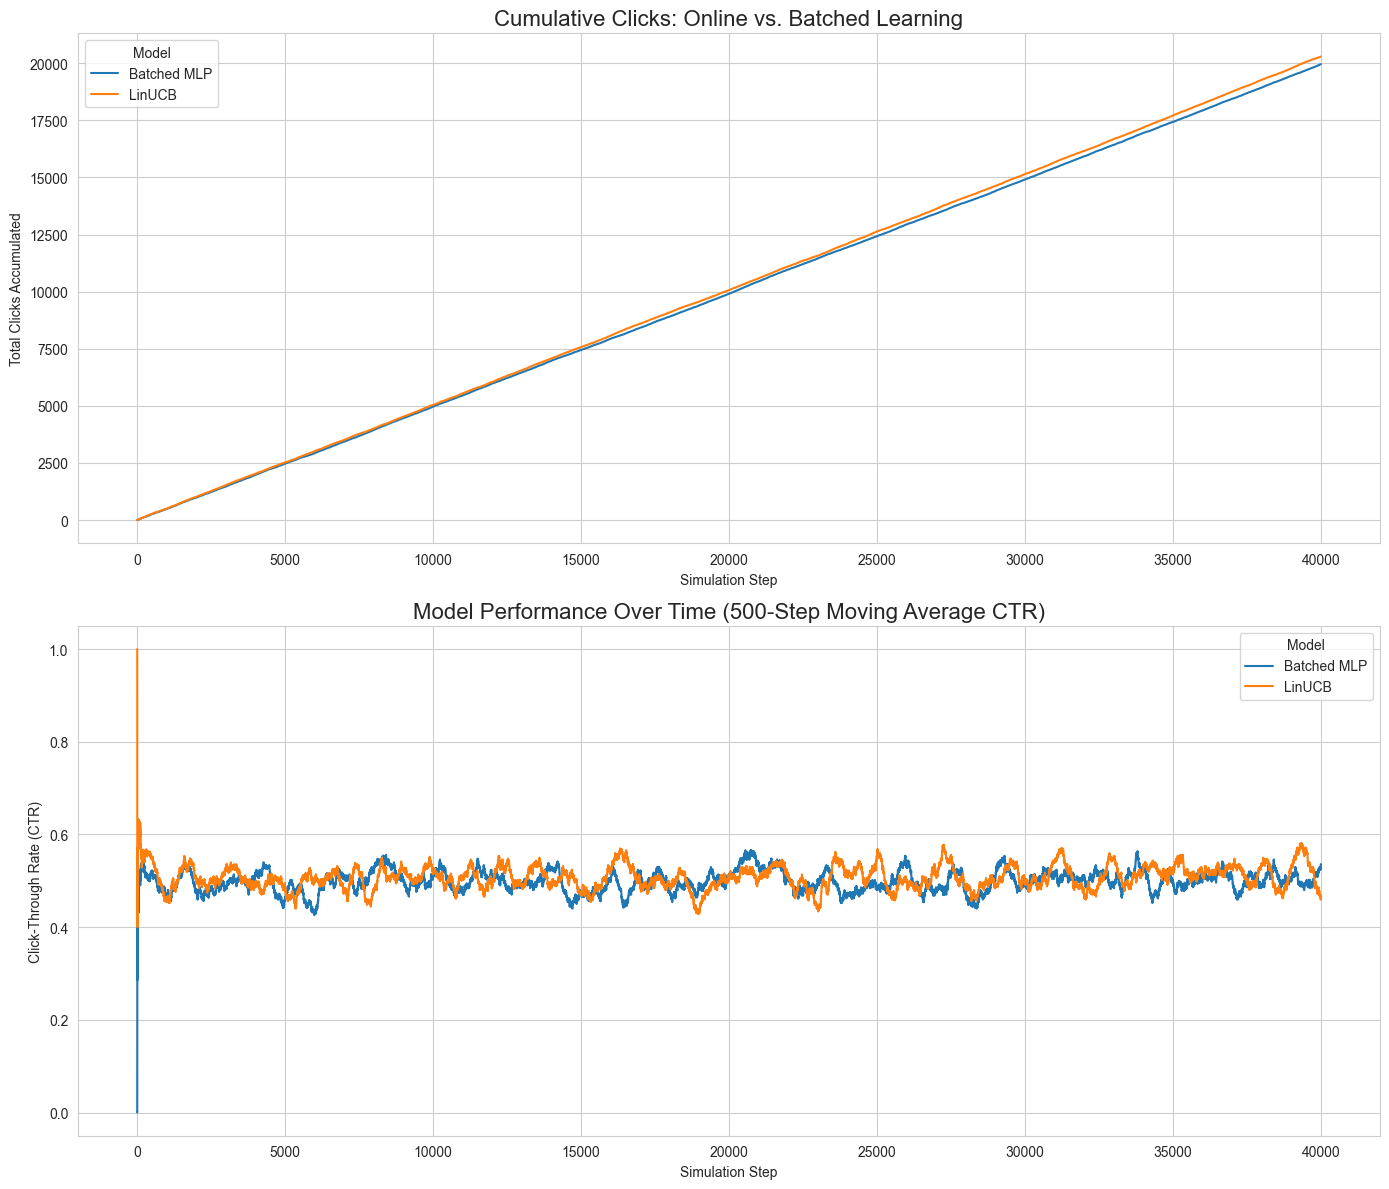 Cumulative Clicks: Online vs. Batched Learning
Model
Batched MLP
LinUCB
Total Clicks Accumulated
20000
17500
15000
12500
10000
7500
5000
2500
0
0 5000 10000 15000 20000 25000 30000 35000 40000
Simulation Step
Model Performance Over Time (500-Step Moving Average CTR)
Model
Batched MLP
LinUCB
Click-Through Rate (CTR)
1.0
0.8
0.6
0.4
0.2
0.0
0 5000 10000 15000 20000 25000 30000 35000 40000
Simulation Step